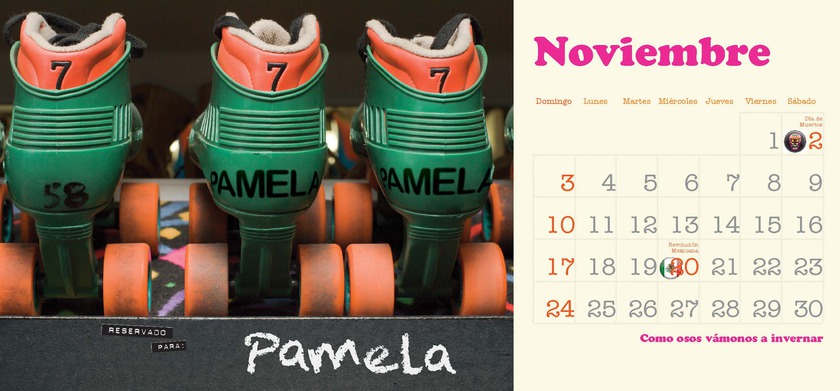 7
7
7
PAMELA
PAMELA
58
RESERVADO
PARA:
Pamela
Noviembre
Domingo Lunes Martes Miércoles Jueves Viernes Sábado
Día de
Muertos
1 2
3 4 5 6 7 8 9
10 11 12 13 14 15 16
Revolución
Mexicana
17 18 19 20 21 22 23
24 25 26 27 28 29 30
Como osos vámonos a invernar